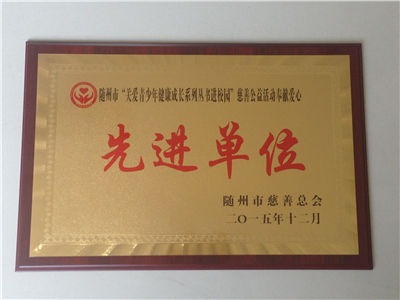 随州市“关爱青少年健康成长系列丛书进校园”慈善公益活动奉献爱心
先进单位
随州市慈善总会
二〇一五年十二月